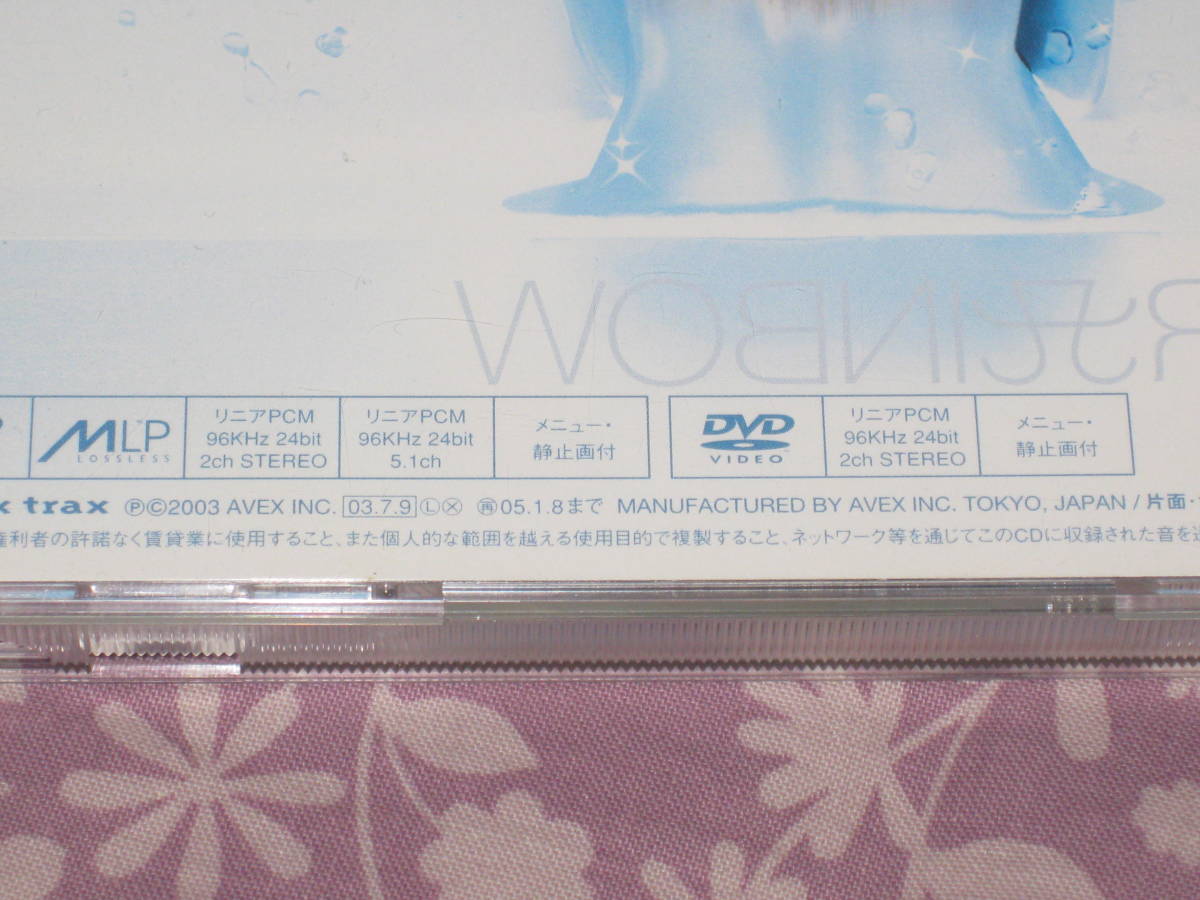 RAINBOW
MLP LOSSLESS
リニアPCM 96KHz 24bit 2ch STEREO
リニアPCM 96KHz 24bit 5.1ch
メニュー・静止画付
DVD VIDEO
リニアPCM 96KHz 24bit 2ch STEREO
メニュー・静止画付
x trax ℗©2003 AVEX INC. 03.7.9 Ⓛ Ⓧ 再05.1.8まで MANUFACTURED BY AVEX INC. TOKYO, JAPAN / 片面・
権利者の許諾なく賃貸業に使用すること、また個人的な範囲を越える使用目的で複製すること、ネットワーク等を通じてこのCDに収録された音を